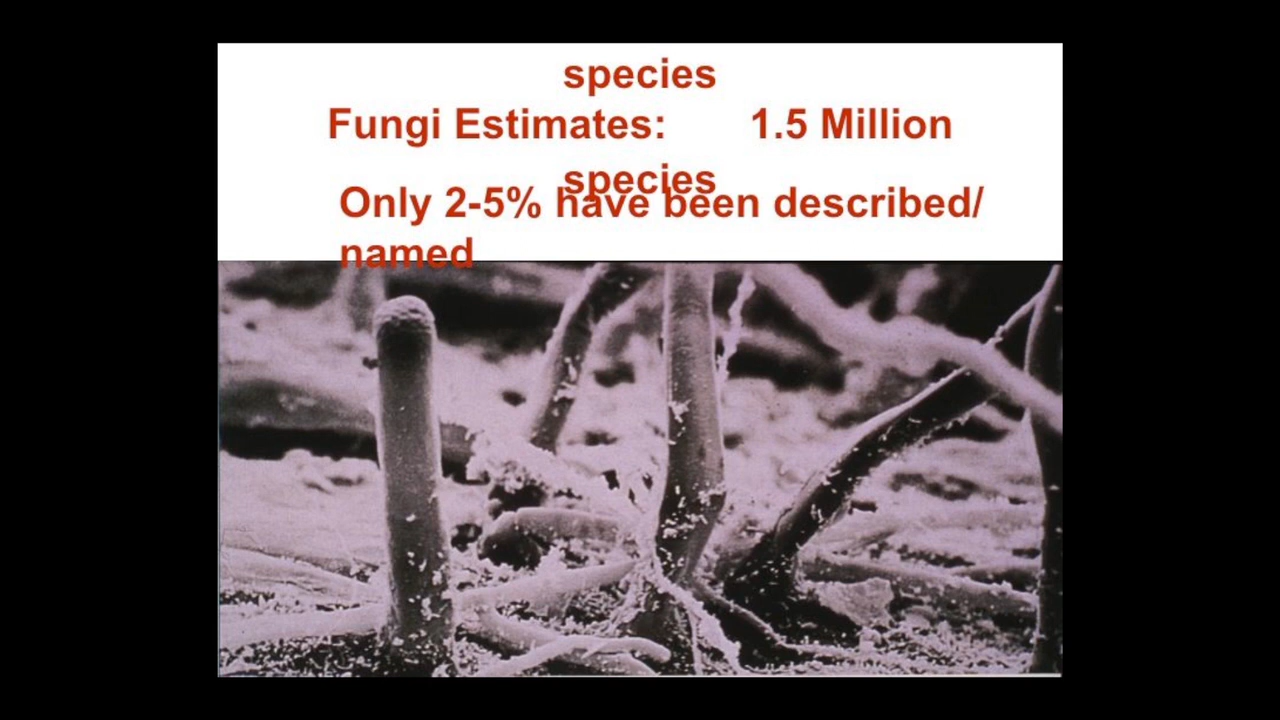 species
Fungi Estimates: 1.5 Million
species
Only 2-5% have been described/
named